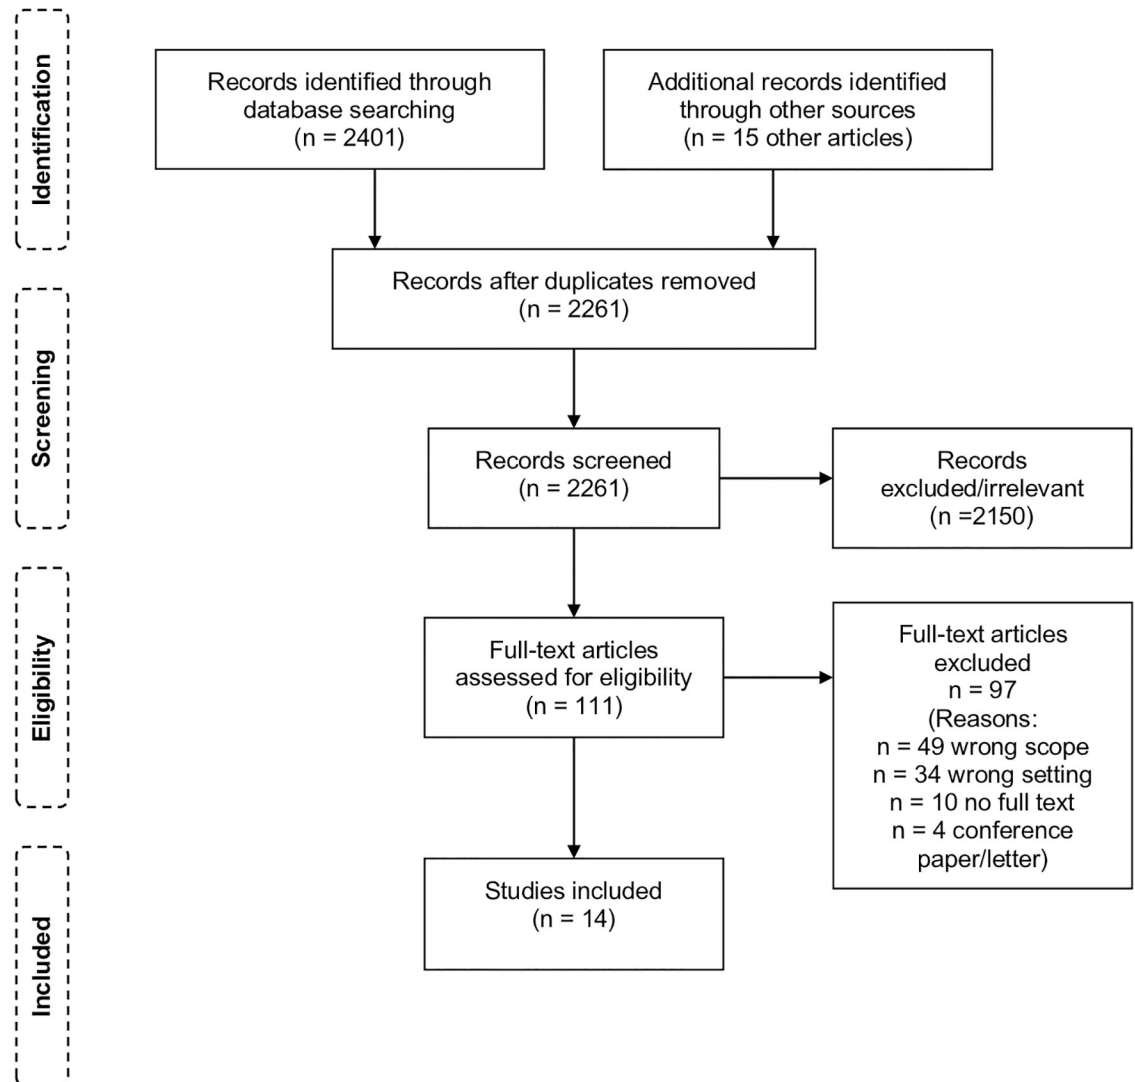 Identification
Records identified through
database searching
(n = 2401)
Additional records identified
through other sources
(n = 15 other articles)
Records after duplicates removed
(n = 2261)
Screening
Records screened
(n = 2261)
Records
excluded/irrelevant
(n =2150)
Eligibility
Full-text articles
assessed for eligibility
(n = 111)
Full-text articles
excluded
n = 97
(Reasons:
n = 49 wrong scope
n = 34 wrong setting
n = 10 no full text
n = 4 conference
paper/letter)
Included
Studies included
(n = 14)